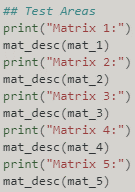 ## Test Areas
print("Matrix 1:")
mat_desc(mat_1)
print("Matrix 2:")
mat_desc(mat_2)
print("Matrix 3:")
mat_desc(mat_3)
print("Matrix 4:")
mat_desc(mat_4)
print("Matrix 5:")
mat_desc(mat_5)